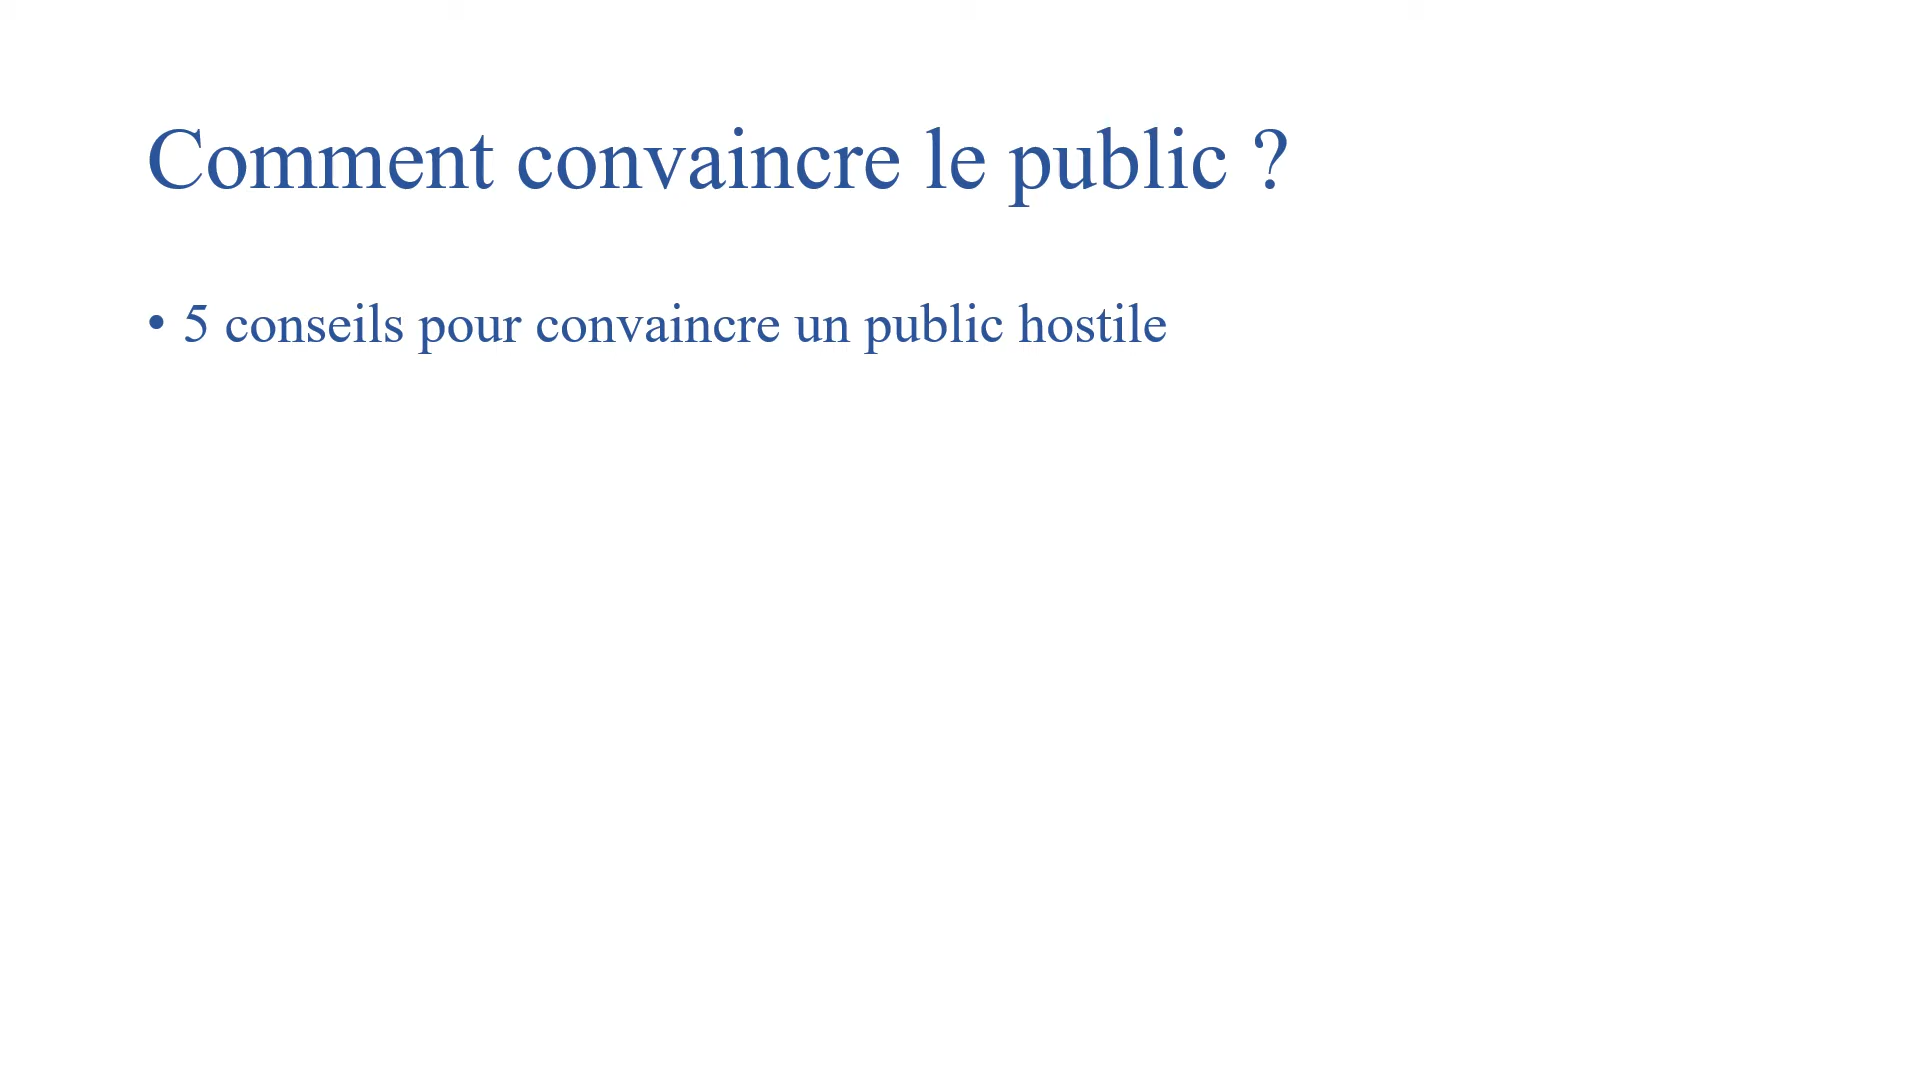 Comment convaincre le public ?
• 5 conseils pour convaincre un public hostile